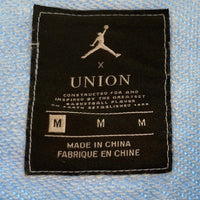 X
UNION
CONSTRUCTED FOR AND
INSPIRED BY THE GREATEST
BASKETBALL PLAYER
M M M
MADE IN CHINA
FABRIQUE EN CHINE